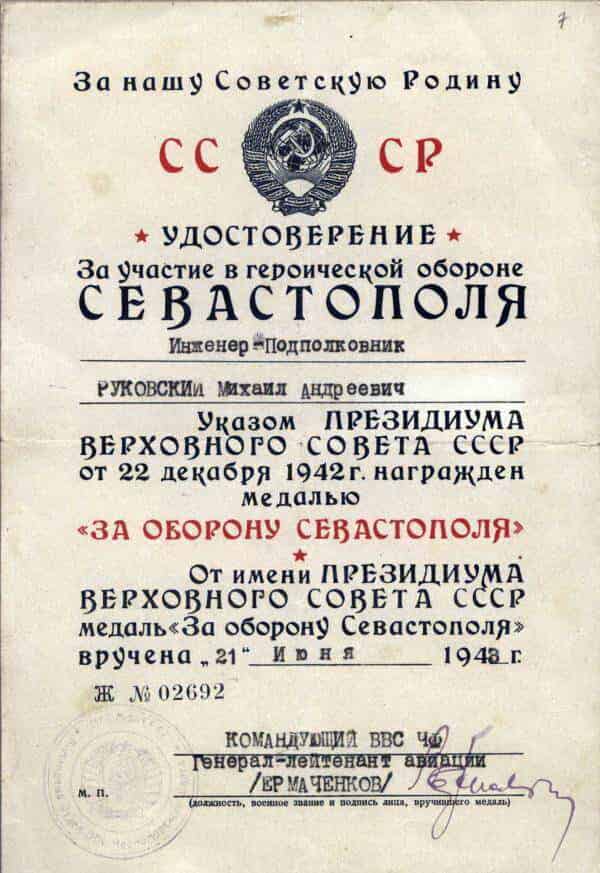 7
За нашу Советскую Родину
СС СР
УДОСТОВЕРЕНИЕ
За участие в героической обороне
СЕВАСТОПОЛЯ
Инженер-Подполковник
РУКОВСКИЙ Михаил Андреевич
Указом ПРЕЗИДИУМА
ВЕРХОВНОГО СОВЕТА СССР
от 22 декабря 1942 г. награжден
медалью
«ЗА ОБОРОНУ СЕВАСТОПОЛЯ»
От имени ПРЕЗИДИУМА
ВЕРХОВНОГО СОВЕТА СССР
медаль «За оборону Севастополя»
вручена „21" Июня 1943 г.
Ж № 02692
КОМАНДУЮЩИЙ ВВС ЧФ
Генерал-лейтенант авиации
/ЕРМАЧЕНКОВ/
М. П.
(должность, военное звание и подпись лица, вручившего медаль)